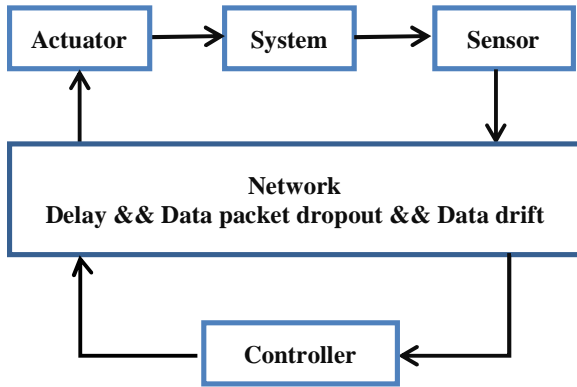 Actuator
System
Sensor
Network
Delay && Data packet dropout && Data drift
Controller